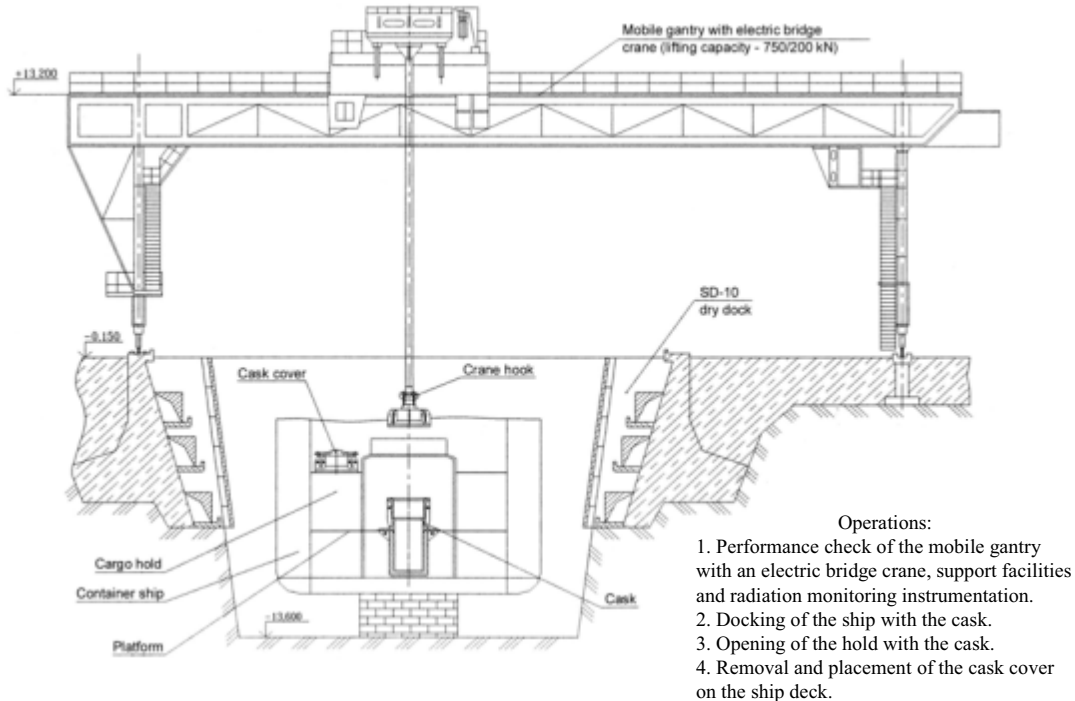 Mobile gantry with electric bridge
crane (lifting capacity - 750/200 kN)
+13,200
SD-10
dry dock
-0,150
Cask cover
Crane hook
Operations:
1. Performance check of the mobile gantry
with an electric bridge crane, support facilities
and radiation monitoring instrumentation.
2. Docking of the ship with the cask.
3. Opening of the hold with the cask.
4. Removal and placement of the cask cover
on the ship deck.
Cargo hold
Container ship
Cask
-13,600
Platform